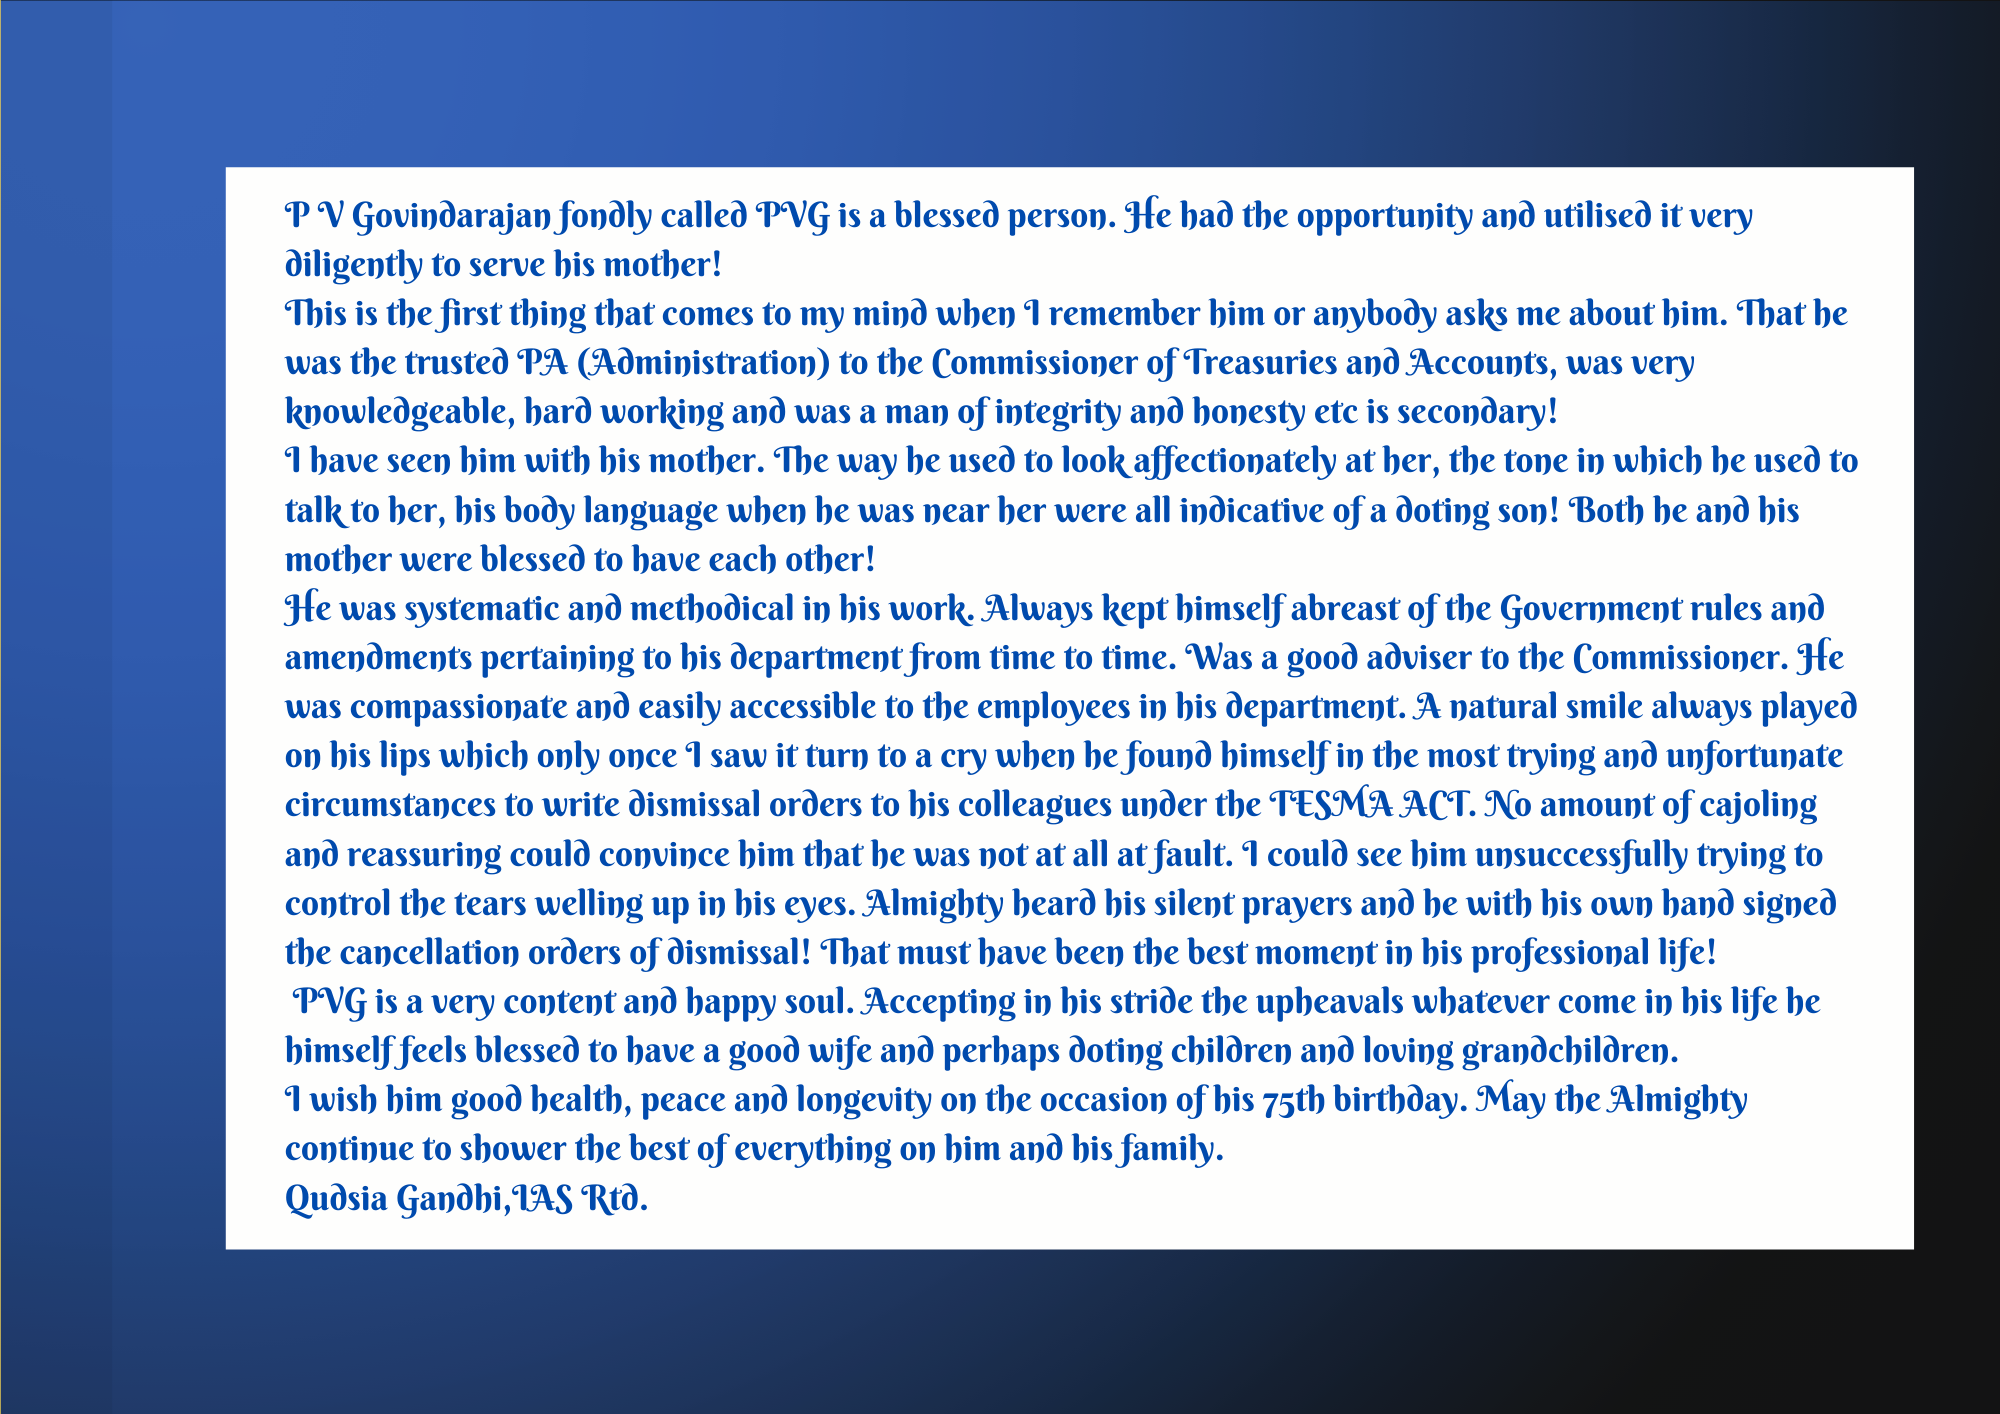 P V Govindarajan fondly called PVG is a blessed person. He had the opportunity and utilised it very
diligently to serve his mother!
This is the first thing that comes to my mind when I remember him or anybody asks me about him. That he
was the trusted PA (Administration) to the Commissioner of Treasuries and Accounts, was very
knowledgeable, hard working and was a man of integrity and honesty etc is secondary!
I have seen him with his mother. The way he used to look affectionately at her, the tone in which he used to
talk to her, his body language when he was near her were all indicative of a doting son! Both he and his
mother were blessed to have each other!
He was systematic and methodical in his work. Always kept himself abreast of the Government rules and
amendments pertaining to his department from time to time. Was a good adviser to the Commissioner. He
was compassionate and easily accessible to the employees in his department. A natural smile always played
on his lips which only once I saw it turn to a cry when he found himself in the most trying and unfortunate
circumstances to write dismissal orders to his colleagues under the TESMA ACT. No amount of cajoling
and reassuring could convince him that he was not at all at fault. I could see him unsuccessfully trying to
control the tears welling up in his eyes. Almighty heard his silent prayers and he with his own hand signed
the cancellation orders of dismissal! That must have been the best moment in his professional life!
PVG is a very content and happy soul. Accepting in his stride the upheavals whatever come in his life he
himself feels blessed to have a good wife and perhaps doting children and loving grandchildren.
I wish him good health, peace and longevity on the occasion of his 75th birthday. May the Almighty
continue to shower the best of everything on him and his family.
Qudsia Gandhi,IAS Rtd.